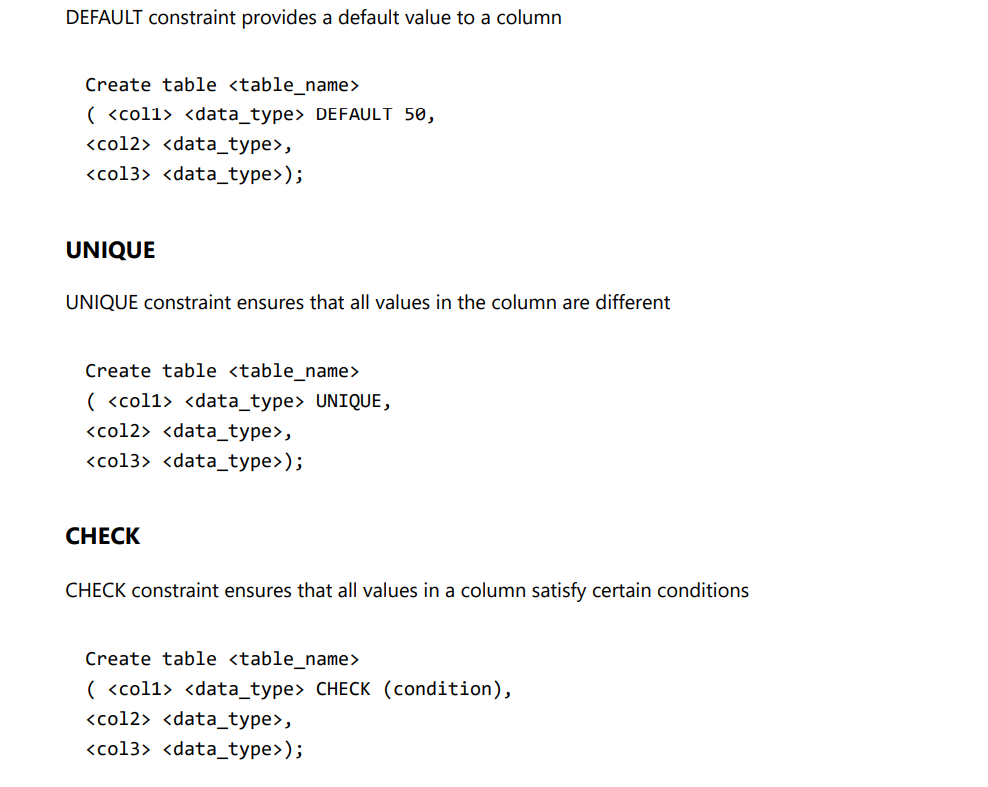 DEFAULT constraint provides a default value to a column
Create table <table_name>
( <col1> <data_type> DEFAULT 50,
<col2> <data_type>,
<col3> <data_type>);
UNIQUE
UNIQUE constraint ensures that all values in the column are different
Create table <table_name>
( <col1> <data_type> UNIQUE,
<col2> <data_type>,
<col3> <data_type>);
CHECK
CHECK constraint ensures that all values in a column satisfy certain conditions
Create table <table_name>
( <col1> <data_type> CHECK (condition),
<col2> <data_type>,
<col3> <data_type>);